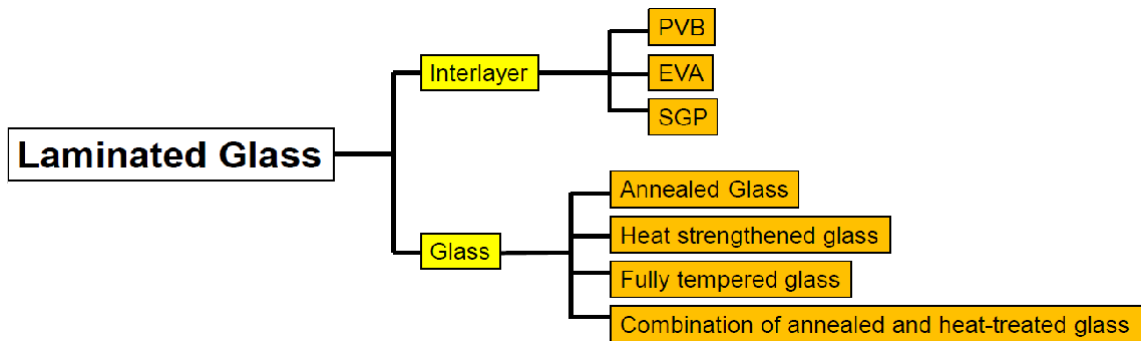 Laminated Glass
Interlayer
PVB
EVA
SGP
Glass
Annealed Glass
Heat strengthened glass
Fully tempered glass
Combination of annealed and heat-treated glass